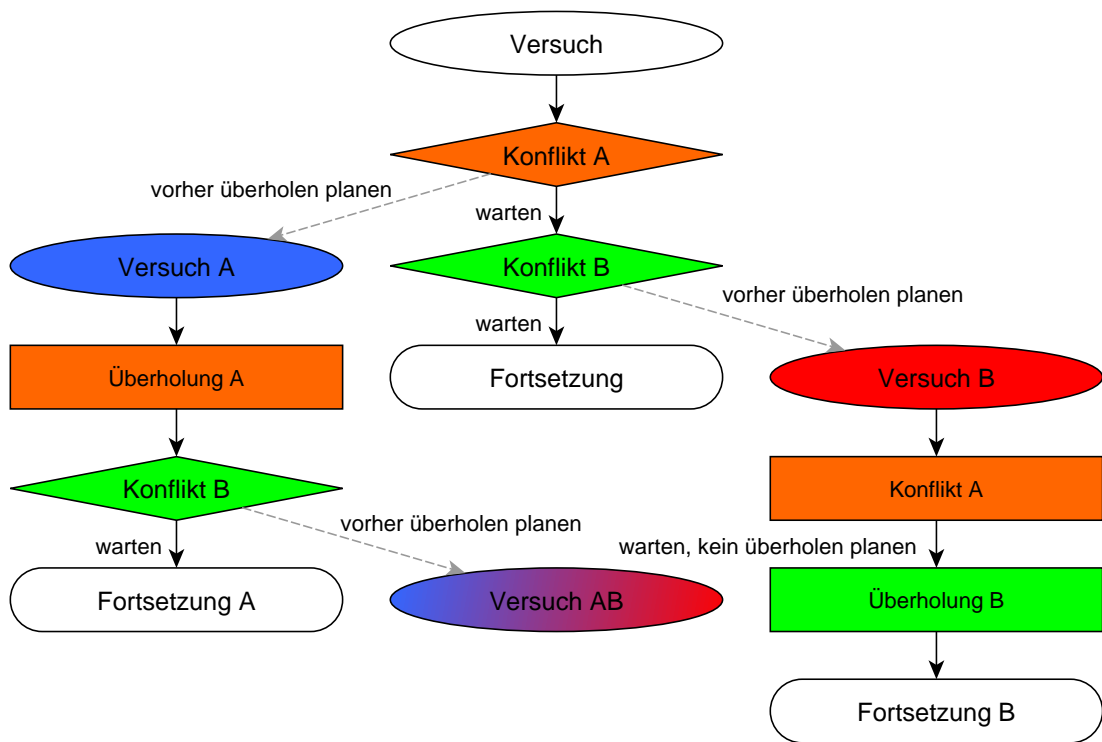 Versuch
Konflikt A
vorher überholen planen
warten
Versuch A
Konflikt B
vorher überholen planen
warten
Überholung A
Fortsetzung
Versuch B
Konflikt B
Konflikt A
vorher überholen planen
warten
warten, kein überholen planen
Fortsetzung A
Versuch AB
Überholung B
Fortsetzung B